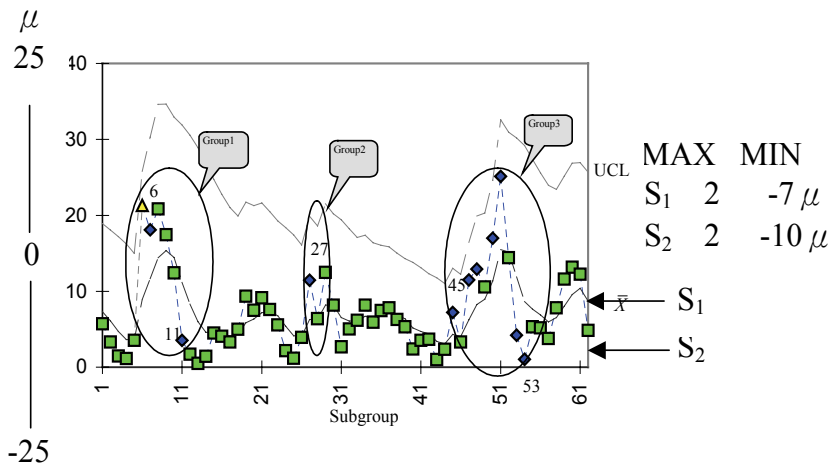 μ
25
0
-25
40
30
20
10
0
Group1
Group2
Group3
6
11
27
45
53
UCL
X̄
1
11
21
31
41
51
61
Subgroup
MAX MIN
S₁ 2 -7 μ
S₂ 2 -10 μ
S₁
S₂